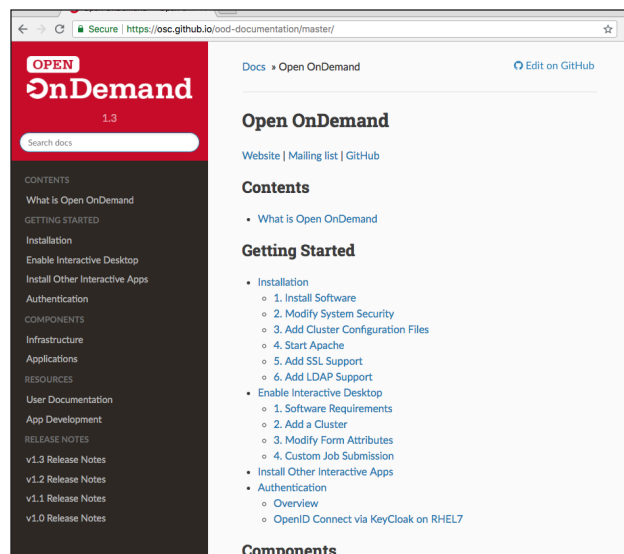 Secure | https://osc.github.io/ood-documentation/master/
OPEN
OnDemand
1.3
Search docs
CONTENTS
What is Open OnDemand
GETTING STARTED
Installation
Enable Interactive Desktop
Install Other Interactive Apps
Authentication
COMPONENTS
Infrastructure
Applications
RESOURCES
User Documentation
App Development
RELEASE NOTES
v1.3 Release Notes
v1.2 Release Notes
v1.1 Release Notes
v1.0 Release Notes
Docs » Open OnDemand
Edit on GitHub
Open OnDemand
Website | Mailing list | GitHub
Contents
• What is Open OnDemand
Getting Started
• Installation
○ 1. Install Software
○ 2. Modify System Security
○ 3. Add Cluster Configuration Files
○ 4. Start Apache
○ 5. Add SSL Support
○ 6. Add LDAP Support
• Enable Interactive Desktop
○ 1. Software Requirements
○ 2. Add a Cluster
○ 3. Modify Form Attributes
○ 4. Custom Job Submission
• Install Other Interactive Apps
• Authentication
○ Overview
○ OpenID Connect via KeyCloak on RHEL7
Components